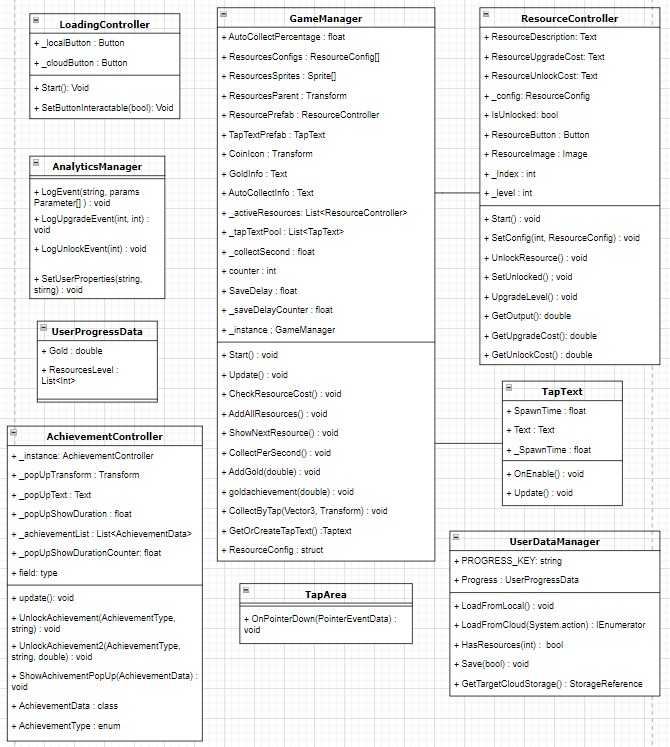 LoadingController
+ _localButton : Button
+ _cloudButton : Button
+ Start(): Void
+ SetButtonInteractable(bool): Void
AnalyticsManager
+ LogEvent(string, params
Parameter[] ) : void
+ LogUpgradeEvent(int, int) :
void
+ LogUnlockEvent(int) : void
+ SetUserProperties(string,
stirng) : void
UserProgressData
+ Gold : double
+ ResourcesLevel :
List<Int>
AchievementController
+ _instance: AchievementController
+ _popUpTransform : Transform
+ _popUpText : Text
+ _popUpShowDuration : float
+ _achievementList : List<AchievementData>
+ _popUpShowDurationCounter: float
+ field: type
+ update(): void
+ UnlockAchievement(AchievementType,
string) : void
+ UnlockAchievement2(AchievementType,
string, double) : void
+ ShowAchivementPopUp(AchievementData) :
void
+ AchievementData : class
+ AchievementType : enum
GameManager
+ AutoCollectPercentage : float
+ ResourcesConfigs : ResourceConfig[]
+ ResourcesSprites : Sprite[]
+ ResourcesParent : Transform
+ ResourcePrefab : ResourceController
+ TapTextPrefab : TapText
+ CoinIcon : Transform
+ GoldInfo : Text
+ AutoCollectInfo : Text
+ _activeResources: List<ResourceController>
+ _tapTextPool : List<TapText>
+ _collectSecond : float
+ counter : int
+ SaveDelay : float
+ _saveDelayCounter : float
+ _instance ; GameManager
+ Start() : void
+ Update() : void
+ CheckResourceCost() : void
+ AddAllResources() : void
+ ShowNextResource() : void
+ CollectPerSecond() : void
+ AddGold(double) : void
+ goldachievement(double) : void
+ CollectByTap(Vector3, Transform) : void
+ GetOrCreateTapText() :Taptext
+ ResourceConfig : struct
TapArea
+ OnPointerDown(PointerEventData) :
void
ResourceController
+ ResourceDescription: Text
+ ResourceUpgradeCost: Text
+ ResourceUnlockCost: Text
+ _config: ResourceConfig
+ IsUnlocked: bool
+ ResourceButton : Button
+ ResourceImage : Image
+ _Index : int
+ _level : int
+ Start() : void
+ SetConfig(int, ResourceConfig) : void
+ UnlokResource() : void
+ SetUnlocked() ; void
+ UpgradeLevel() : void
+ GetOutput(): double
+ GetUpgradeCost(): double
+ GetUnlockCost() : double
TapText
+ SpawnTime : float
+ Text : Text
+ _SpawnTime : float
+ OnEnable() : void
+ Update() : void
UserDataManager
+ PROGRESS_KEY: string
+ Progress : UserProgressData
+ LoadFromLocal() : void
+ LoadFromCloud(System.action) : IEnumerator
+ HasResources(int) : bool
+ Save(bool) : void
+ GetTargetCloudStorage() : StorageReference